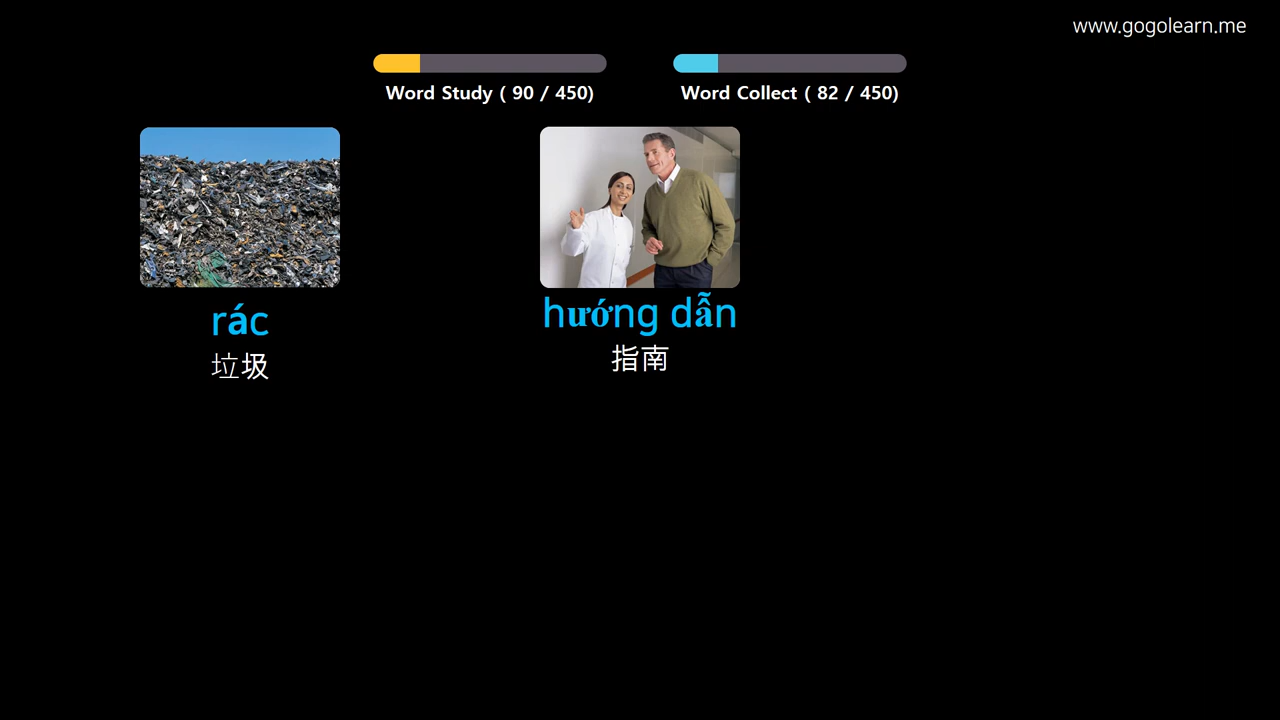 www.gogolearn.me
Word Study ( 90 / 450)
Word Collect ( 82 / 450)
rác
垃圾
hướng dẫn
指南